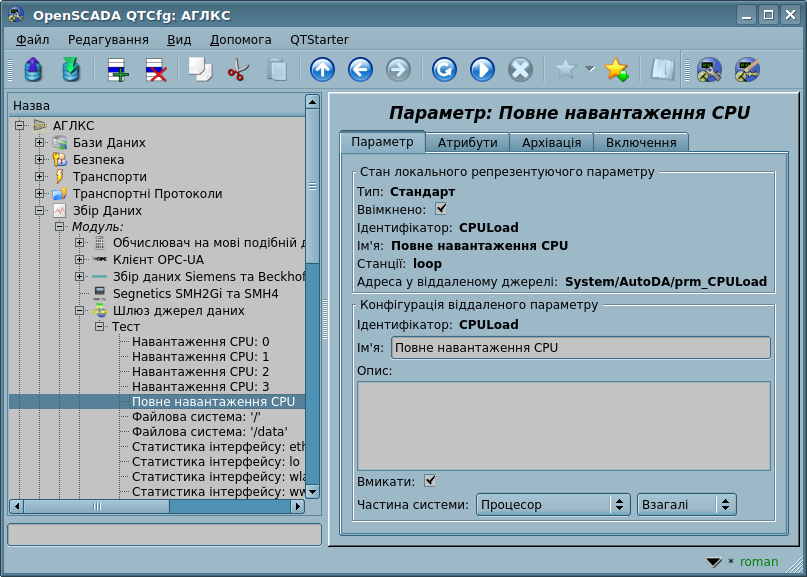 OpenSCADA QTCfg: АГЛКС
Файл Редагування Вид Допомога QTStarter
Назва
АГЛКС
Бази Даних
Безпека
Транспорти
Транспортні Протоколи
Збір Даних
Модуль:
Обчислювач на мові подібній д
Клієнт OPC-UA
Збір даних Siemens та Beckhof
Segnetics SMH2Gi та SMH4
Шлюз джерел даних
Тест
Навантаження CPU: 0
Навантаження CPU: 1
Навантаження CPU: 2
Навантаження CPU: 3
Повне навантаження CPU
Файлова система: '/'
Файлова система: '/data'
Статистика інтерфейсу: eth
Статистика інтерфейсу: lo
Статистика інтерфейсу: wla
Статистика інтерфейсу: ww
Параметр: Повне навантаження CPU
Параметр Атрибути Архівація Включення
Стан локального репрезентуючого параметру
Тип: Стандарт
Ввімкнено:
Ідентифікатор: CPULoad
Ім'я: Повне навантаження CPU
Станції: loop
Адреса у віддаленому джерелі: System/AutoDA/prm_CPULoad
Конфігурація віддаленого параметру
Ідентифікатор: CPULoad
Ім'я: Повне навантаження CPU
Опис:
Вмикати:
Частина системи: Процесор Взагалі
* roman